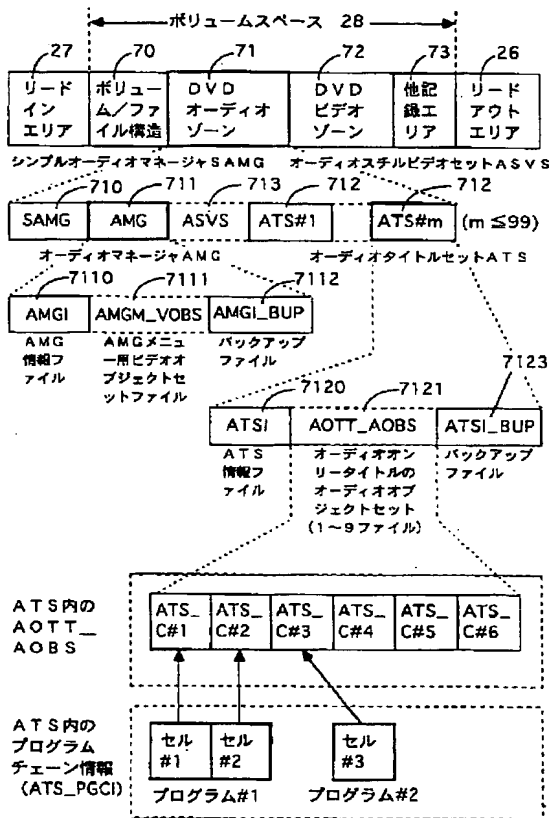 ボリュームスペース 28
27 70 71 72 73 26
リード
イン
エリア
ボリュー
ム/ファ
イル構造
DVD
オーディオ
ゾーン
DVD
ビデオ
ゾーン
他記
録エ
リア
リード
アウト
エリア
シンプルオーディオマネージャSAMG
オーディオスチルビデオセットASVS
710 711 713 712 712
SAMG AMG ASVS ATS#1 ATS#m (m≦99)
オーディオマネージャAMG
オーディオタイトルセットATS
7110 7111 7112
AMGI AMGM_VOBS AMGI_BUP
AMG
情報フ
ァイル
AMGメニュ
ー用ビデオオ
ブジェクトセ
ットファイル
バックアップ
ファイル
7120 7121 7123
ATSI AOTT_AOBS ATSI_BUP
ATS
情報フ
ァイル
オーディオオン
リータイトルの
オーディオオブ
ジェクトセット
(1〜9ファイル)
バックアップ
ファイル
ATS内の
AOTT_
AOBS
ATS_
C#1
ATS_
C#2
ATS_
C#3
ATS_
C#4
ATS_
C#5
ATS_
C#6
ATS内の
プログラム
チェーン情報
(ATS_PGCI)
セル
#1
セル
#2
セル
#3
プログラム#1
プログラム#2